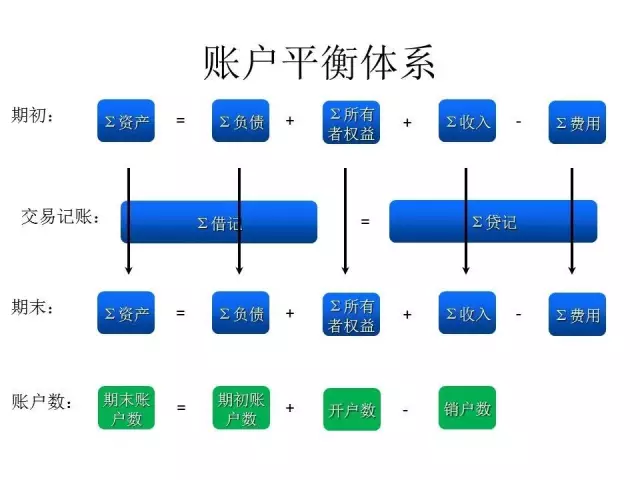 账户平衡体系
期初： Σ资产 = Σ负债 + Σ所有者权益 + Σ收入 - Σ费用
交易记账： Σ借记 = Σ贷记
期末： Σ资产 = Σ负债 + Σ所有者权益 + Σ收入 - Σ费用
账户数： 期末账户数 = 期初账户数 + 开户数 - 销户数